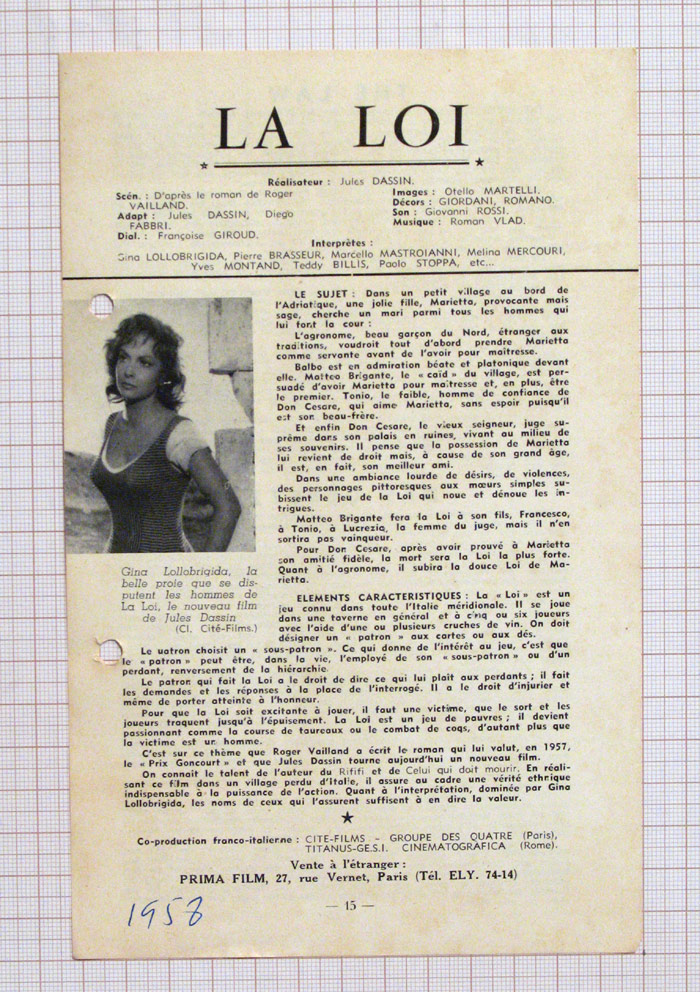 LA LOI
Réalisateur : Jules DASSIN.
Scén. : D'après le roman de Roger
VAILLAND.
Adapt : Jules DASSIN, Diego
FABBRI.
Dial. : Françoise GIROUD.
Images : Otello MARTELLI.
Décors : GIORDANI, ROMANO.
Son : Giovanni ROSSI.
Musique : Roman VLAD.
Interprètes :
Gina LOLLOBRIGIDA, Pierre BRASSEUR, Marcello MASTROIANNI, Melina MERCOURI,
Yves MONTAND, Teddy BILLIS, Paolo STOPPA, etc...
LE SUJET : Dans un petit village au bord de
l'Adriatique, une jolie fille, Marietta, provocante mais
sage, cherche un mari parmi tous les hommes qui
lui font la cour :
L'agronome, beau garçon du Nord, étranger aux
traditions, voudroit tout d'abord prendre Marietta
comme servante avant de l'avoir pour maîtresse.
Balbo est en admiration béate et platonique devant
elle. Matteo Brigante, le « caïd » du village, est per-
suadé d'avoir Marietta pour maîtresse et, en plus, être
le premier. Tonio, le faible, homme de confiance de
Don Cesare, qui aime Marietta, sans espoir puisqu'il
est son beau-frère.
Et enfin Don Cesare, le vieux seigneur, juge su-
prême dans son palais en ruines, vivant au milieu de
ses souvenirs. Il pense que la possession de Marietta
lui revient de droit mais, à cause de son grand âge,
il est, en fait, son meilleur ami.
Dans une ambiance lourde de désirs, de violences,
des personnages pittoresques aux mœurs simples su-
bissent le jeu de la Loi qui noue et dénoue les in-
trigues.
Matteo Brigante fera la Loi à son fils, Francesco,
à Tonio, à Lucrezia, la femme du juge, mais il n'en
sortira pas vainqueur.
Pour Don Cesare, après avoir prouvé à Marietta
son amitié fidèle, la mort sera la Loi la plus forte.
Quant à l'agronome, il subira la douce Loi de Ma-
rietta.
Gina Lollobrigida, la
belle proie que se dis-
putent les hommes de
La Loi, le nouveau film
de Jules Dassin
(Cl. Cité-Films.)
ELEMENTS CARACTERISTIQUES : La « Loi » est un
jeu connu dans toute l'Italie méridionale. Il se joue
dans une taverne en général et à cinq ou six joueurs
avec l'aide d'une ou plusieurs cruches de vin. On doit
désigner un « patron » aux cartes ou aux dés.
Le uatron choisit un « sous-patron ». Ce qui donne de l'intérêt au jeu, c'est que
le « patron » peut être, dans la vie, l'employé de son « sous-patron » ou d'un
perdant, renversement de la hiérarchie.
Le patron qui fait la Loi a le droit de dire ce qui lui plaît aux perdants ; il fait
les demandes et les réponses à la place de l'interrogé. Il a le droit d'injurier et
même de porter atteinte à l'honneur.
Pour que la Loi soit excitante à jouer, il faut une victime, que le sort et les
joueurs traquent jusqu'à l'épuisement. La Loi est un jeu de pauvres ; il devient
passionnant comme la course de taureaux ou le combat de coqs, d'autant plus que
la victime est un homme.
C'est sur ce thème que Roger Vailland a écrit le roman qui lui valut, en 1957,
le « Prix Goncourt » et que Jules Dassin tourne aujourd'hui un nouveau film.
On connait le talent de l'auteur du Rififi et de Celui qui doit mourir. En réali-
sant ce film dans un village perdu d'Italie, il assure au cadre une vérité ethnique
indispensable à la puissance de l'action. Quant à l'interprétation, dominée par Gina
Lollobrigida, les noms de ceux qui l'assurent suffisent à en dire la valeur.
Co-production franco-italienne : CITE-FILMS - GROUPE DES QUATRE (Paris),
TITANUS-GE.S.I. CINEMATOGRAFICA (Rome).
Vente à l'étranger :
PRIMA FILM, 27, rue Vernet, Paris (Tél. ELY. 74-14)
— 15 —
1958